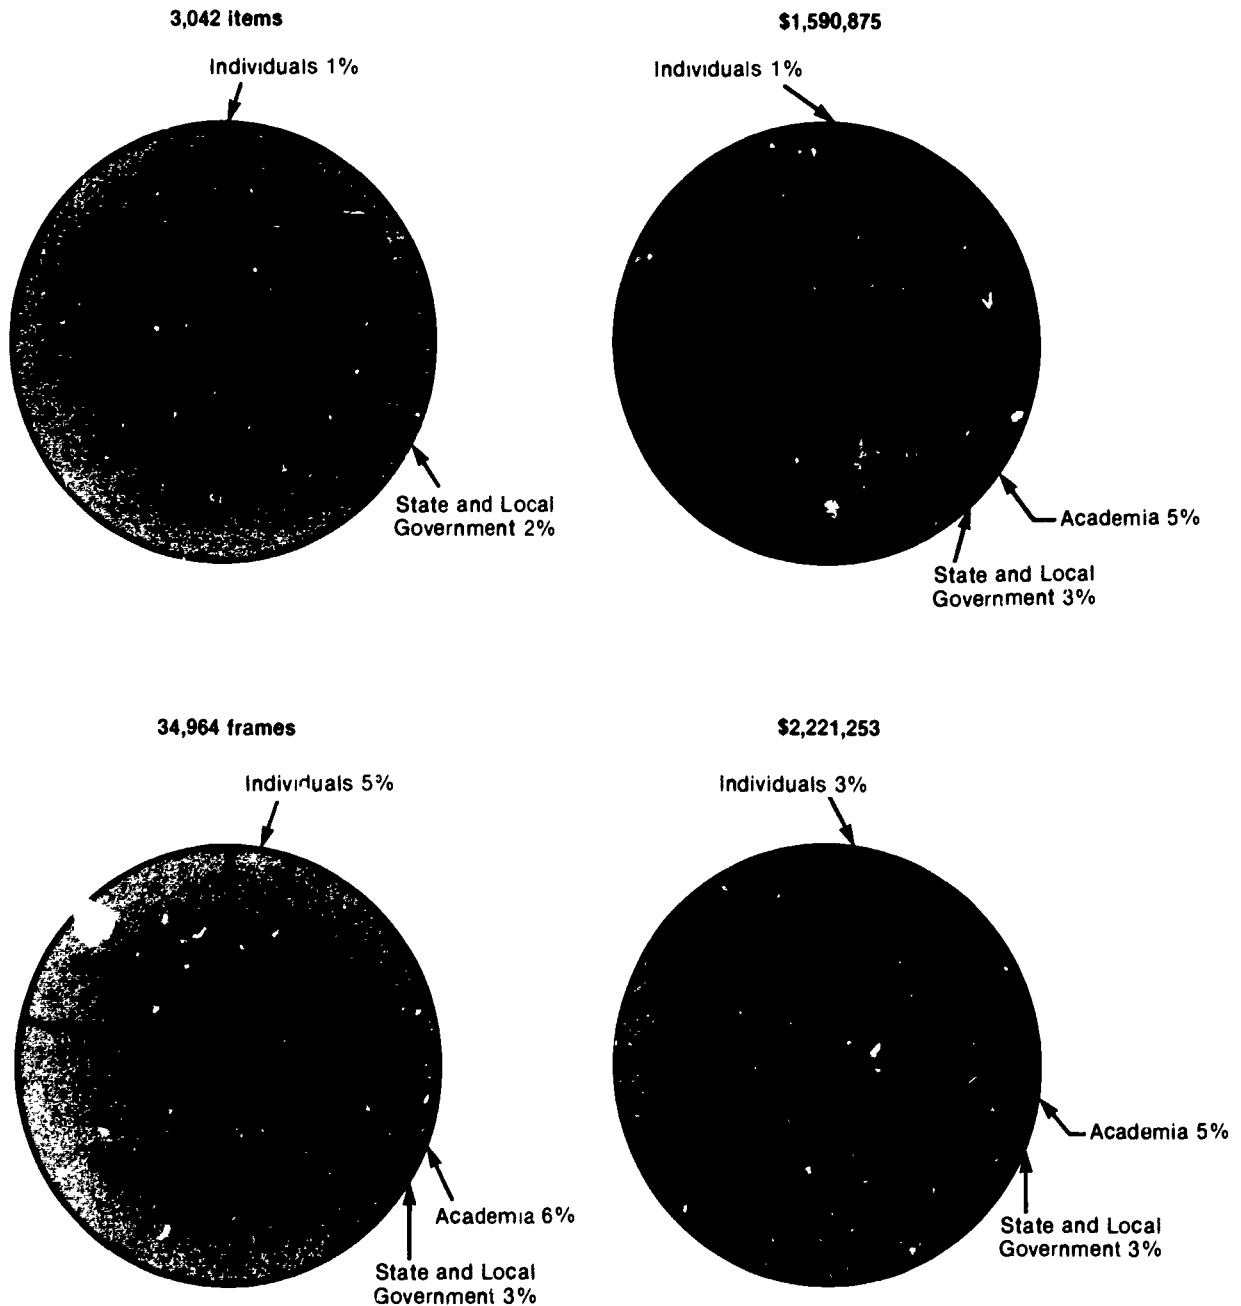 3,042 items
Individuals 1%
State and Local
Government 2%
$1,590,875
Individuals 1%
Academia 5%
State and Local
Government 3%
34,964 frames
Individuals 5%
Academia 6%
State and Local
Government 3%
$2,221,253
Individuals 3%
Academia 5%
State and Local
Government 3%